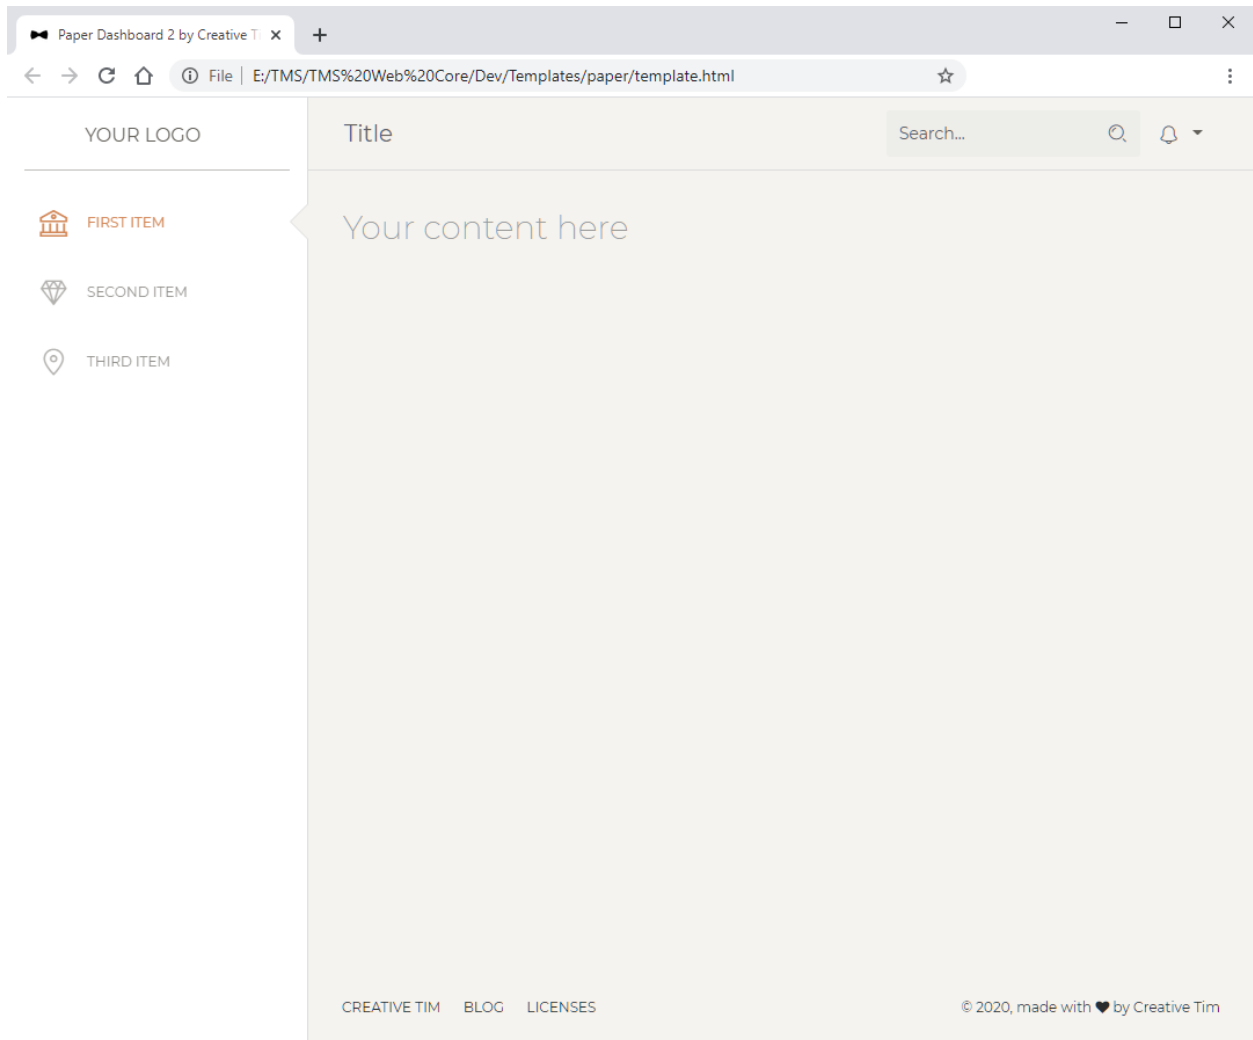 Paper Dashboard 2 by Creative
File | E:/TMS/TMS%20Web%20Core/Dev/Templates/paper/template.html
YOUR LOGO
Title
Search...
FIRST ITEM
Your content here
SECOND ITEM
THIRD ITEM
CREATIVE TIM BLOG LICENSES
© 2020, made with ♥ by Creative Tim